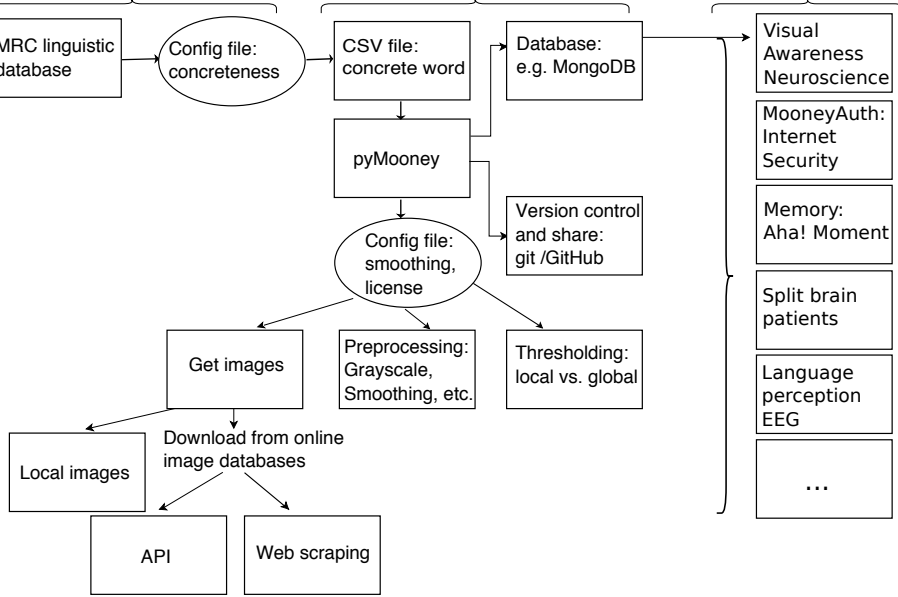 MRC linguistic
database
Config file:
concreteness
CSV file:
concrete word
Database:
e.g. MongoDB
Visual
Awareness
Neuroscience
MooneyAuth:
Internet
Security
pyMooney
Version control
and share:
git /GitHub
Memory:
Aha! Moment
Config file:
smoothing,
license
Split brain
patients
Get images
Preprocessing:
Grayscale,
Smoothing, etc.
Thresholding:
local vs. global
Language
perception
EEG
Local images
Download from online
image databases
...
API
Web scraping